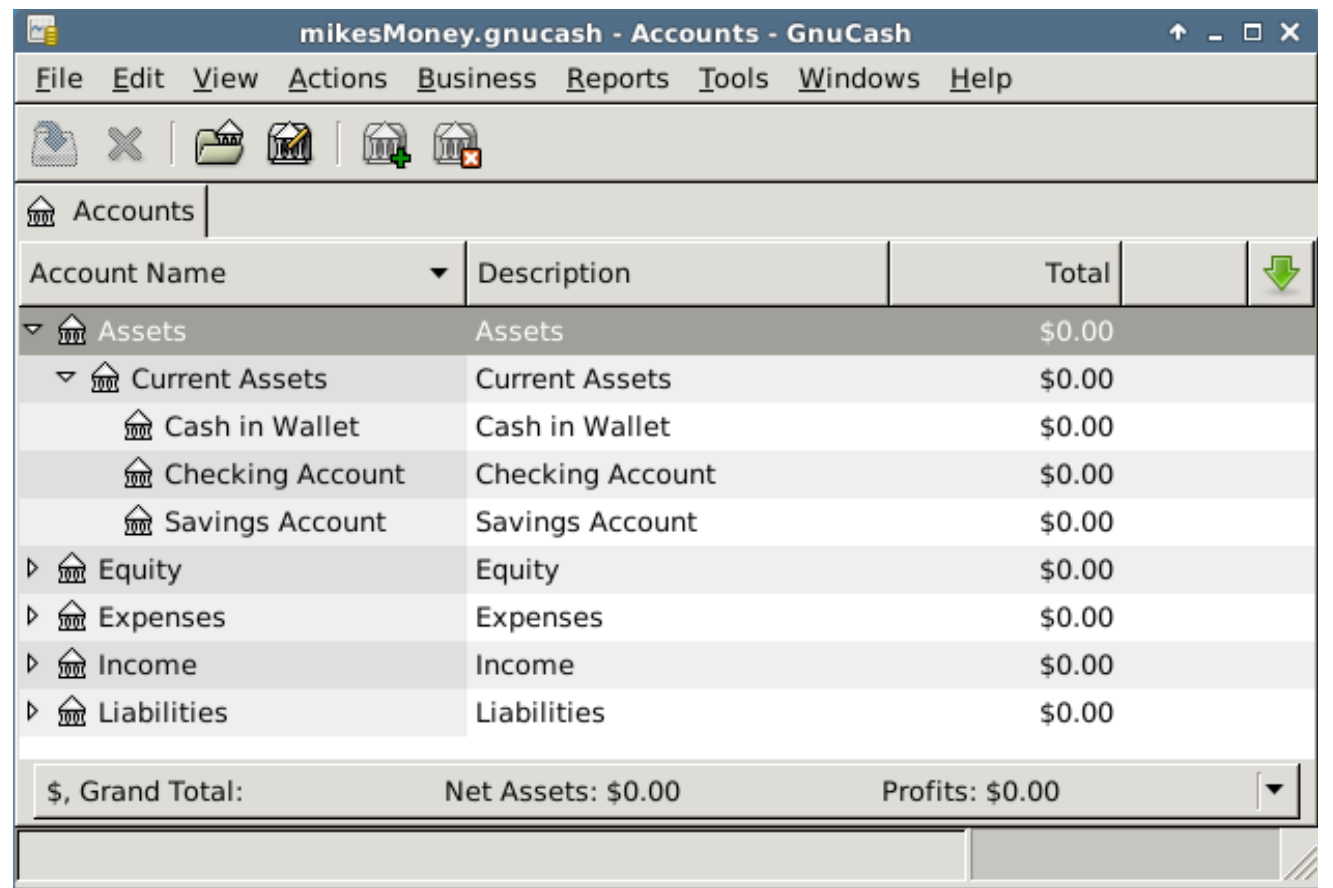 mikesMoney.gnucash - Accounts - GnuCash
File Edit View Actions Business Reports Tools Windows Help
Accounts
Account Name Description Total
Assets Assets $0.00
Current Assets Current Assets $0.00
Cash in Wallet Cash in Wallet $0.00
Checking Account Checking Account $0.00
Savings Account Savings Account $0.00
Equity Equity $0.00
Expenses Expenses $0.00
Income Income $0.00
Liabilities Liabilities $0.00
$, Grand Total: Net Assets: $0.00 Profits: $0.00